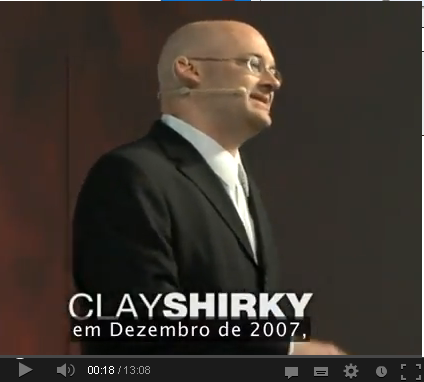 CLAYSHIRKY
em Dezembro de 2007,
00:18 / 13:08